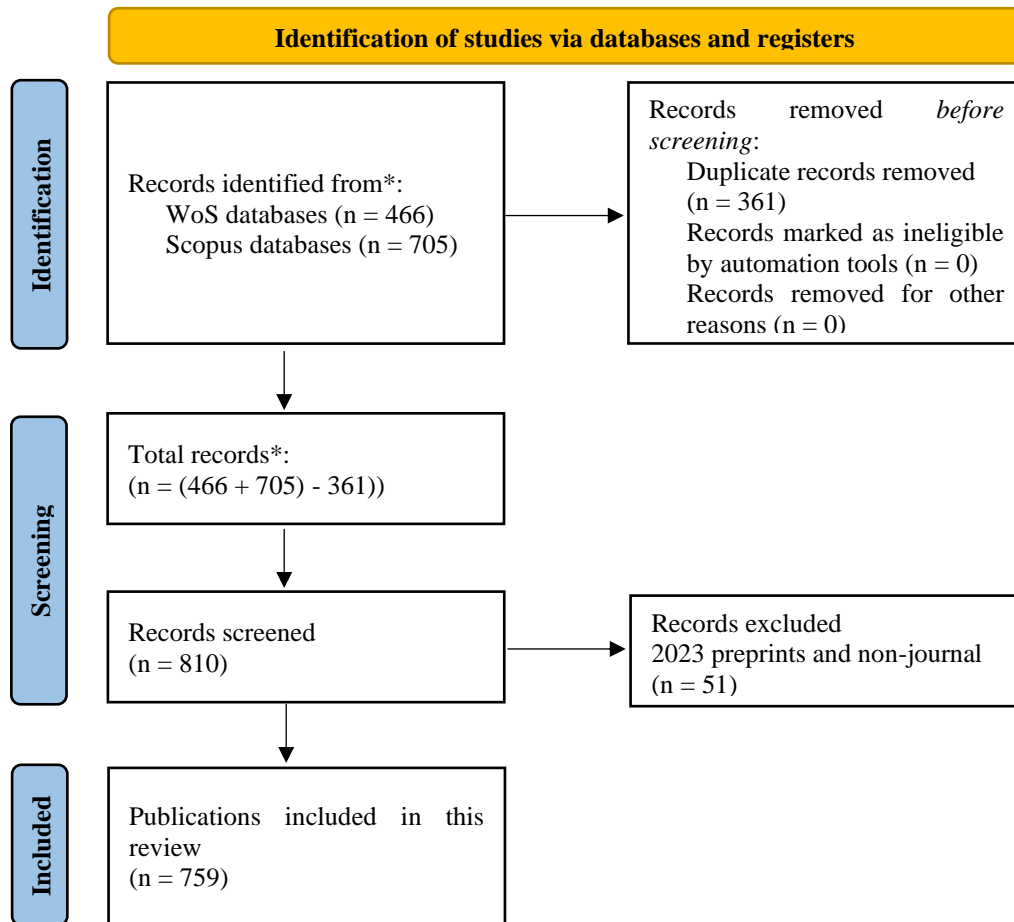 Identification of studies via databases and registers
Identification
Records identified from*:
WoS databases (n = 466)
Scopus databases (n = 705)
Records removed before
screening:
Duplicate records removed
(n = 361)
Records marked as ineligible
by automation tools (n = 0)
Records removed for other
reasons (n = 0)
Screening
Total records*:
(n = (466 + 705) - 361))
Records screened
(n = 810)
Records excluded
2023 preprints and non-journal
(n = 51)
Included
Publications included in this
review
(n = 759)